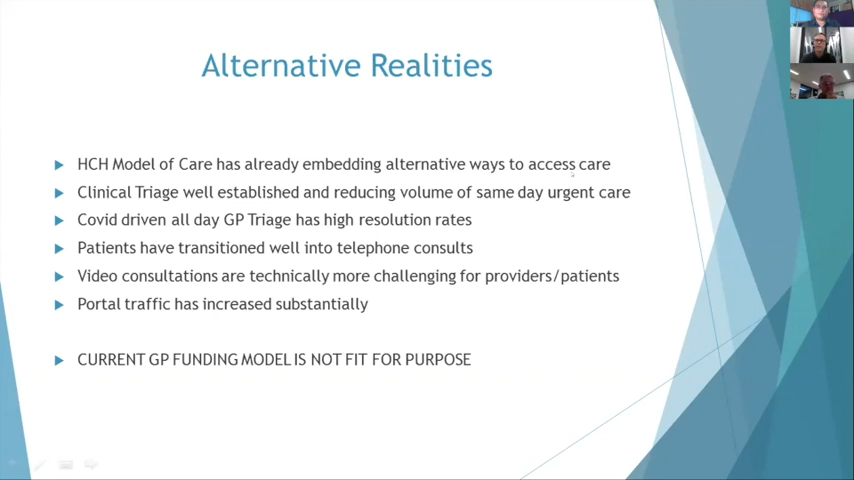 Alternative Realities
HCH Model of Care has already embedding alternative ways to access care
Clinical Triage well established and reducing volume of same day urgent care
Covid driven all day GP Triage has high resolution rates
Patients have transitioned well into telephone consults
Video consultations are technically more challenging for providers/patients
Portal traffic has increased substantially
CURRENT GP FUNDING MODEL IS NOT FIT FOR PURPOSE